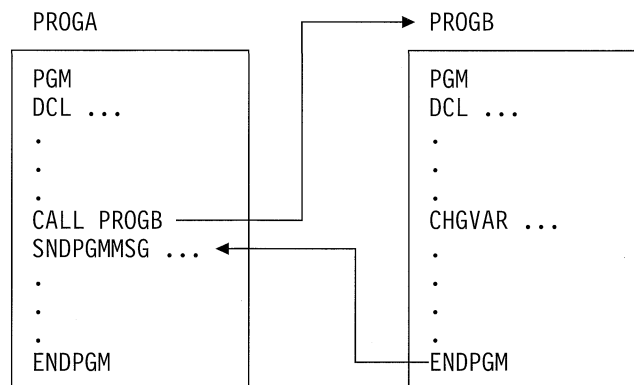 PROGA
PGM
DCL ...
.
.
.
CALL PROGB
SNDPGMMSG ...
.
.
.
ENDPGM
PROGB
PGM
DCL ...
.
.
.
CHGVAR ...
.
.
.
.
ENDPGM